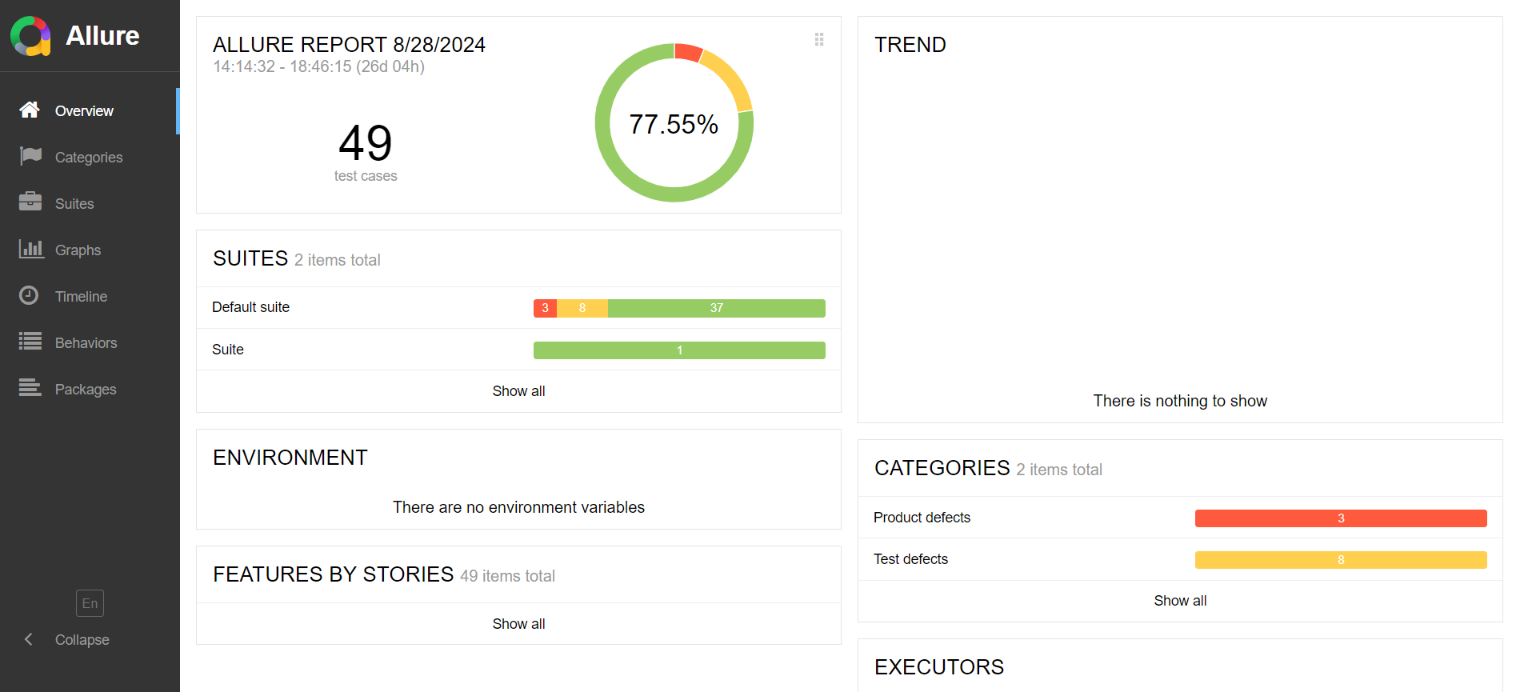 Allure
Overview
Categories
Suites
Graphs
Timeline
Behaviors
Packages
En
Collapse
ALLURE REPORT 8/28/2024
14:14:32 - 18:46:15 (26d 04h)
49
test cases
77.55%
SUITES 2 items total
Default suite 3 8 37
Suite 1
Show all
ENVIRONMENT
There are no environment variables
FEATURES BY STORIES 49 items total
Show all
TREND
There is nothing to show
CATEGORIES 2 items total
Product defects 3
Test defects 8
Show all
EXECUTORS